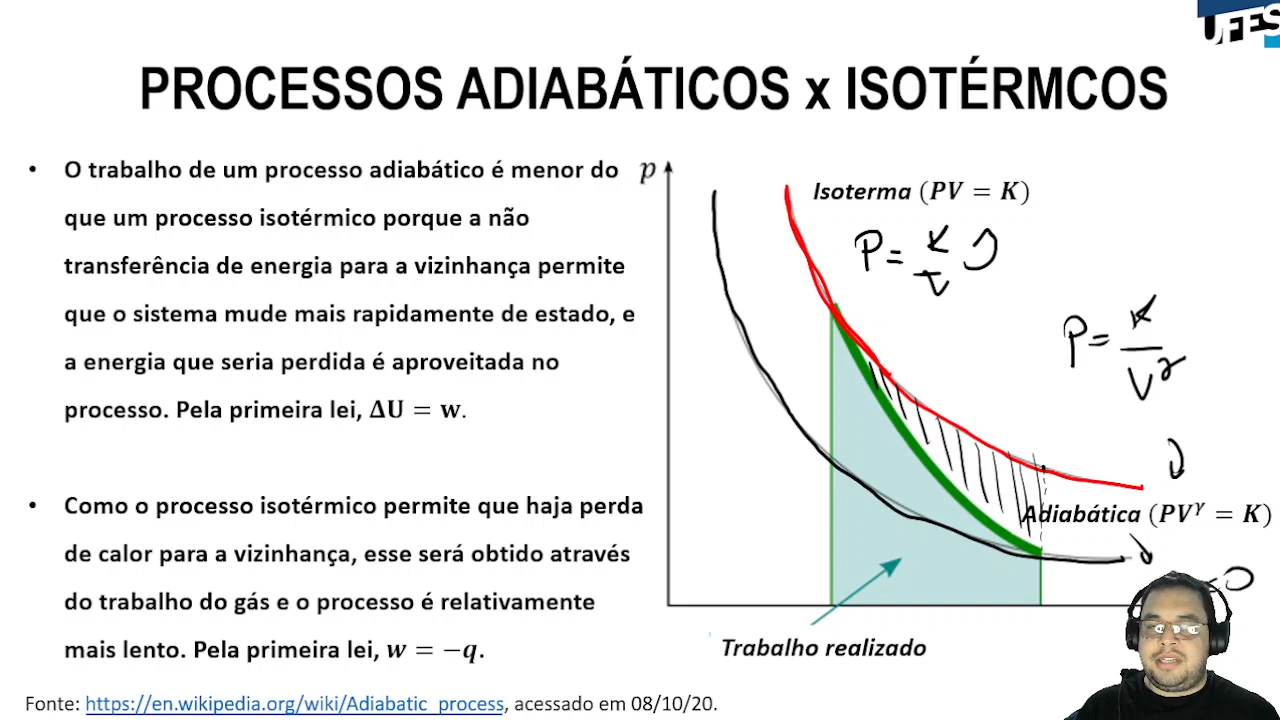 UFES
PROCESSOS ADIABÁTICOS x ISOTÉRMCOS
• O trabalho de um processo adiabático é menor do
que um processo isotérmico porque a não
transferência de energia para a vizinhança permite
que o sistema mude mais rapidamente de estado, e
a energia que seria perdida é aproveitada no
processo. Pela primeira lei, ΔU = w.
• Como o processo isotérmico permite que haja perda
de calor para a vizinhança, esse será obtido através
do trabalho do gás e o processo é relativamente
mais lento. Pela primeira lei, w = −q.
p
Isoterma (PV = K)
P = K/V
P = K/V^γ
Adiabática (PV^γ = K)
Trabalho realizado
Fonte: https://en.wikipedia.org/wiki/Adiabatic_process, acessado em 08/10/20.